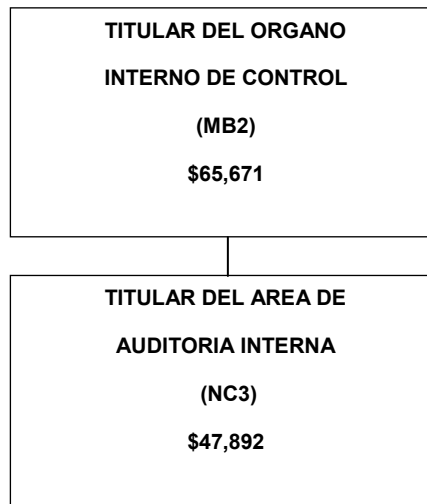 TITULAR DEL ORGANO
INTERNO DE CONTROL
(MB2)
$65,671
TITULAR DEL AREA DE
AUDITORIA INTERNA
(NC3)
$47,892